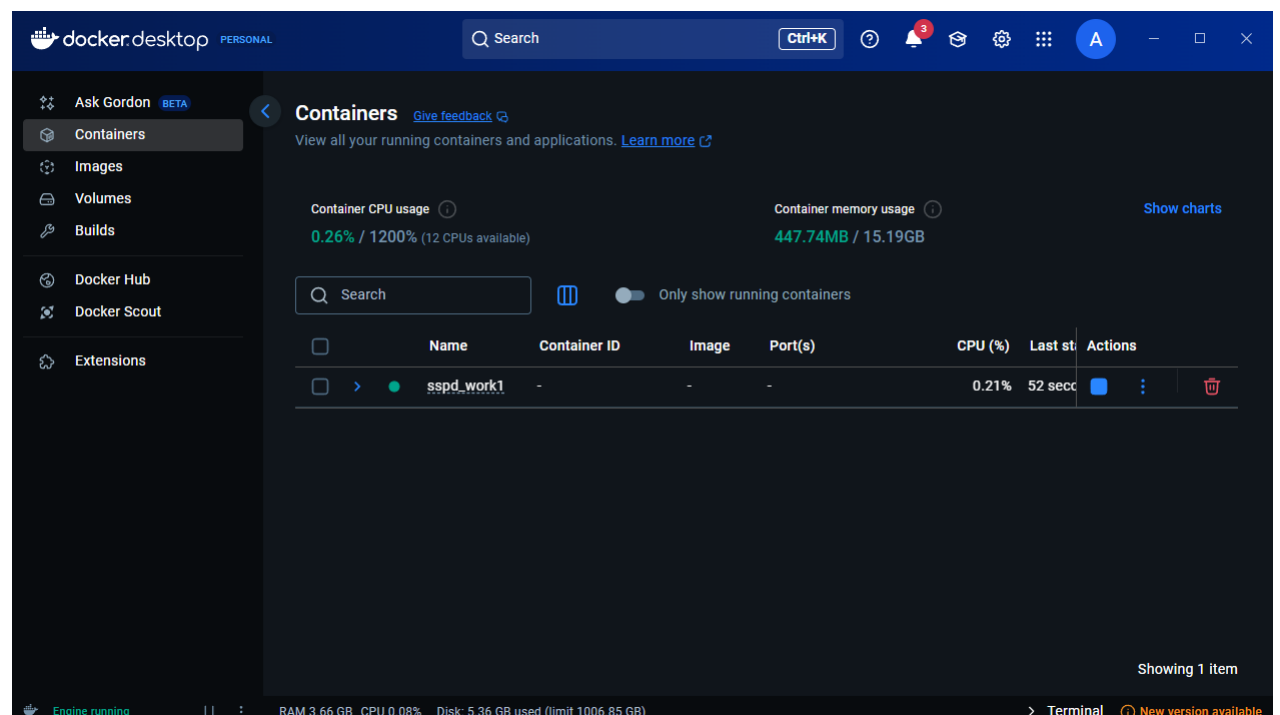 docker.desktop PERSONAL
Search
Ctrl+K
3
A
Ask Gordon BETA
Containers
Images
Volumes
Builds
Docker Hub
Docker Scout
Extensions
Containers Give feedback
View all your running containers and applications. Learn more
Container CPU usage
0.26% / 1200% (12 CPUs available)
Container memory usage
447.74MB / 15.19GB
Show charts
Search
Only show running containers
Name Container ID Image Port(s) CPU (%) Last sta Actions
sspd_work1 - - - 0.21% 52 secc
Showing 1 item
Engine running
RAM 3.66 GB CPU 0.08% Disk: 5.36 GB used (limit 1006.85 GB)
Terminal
New version available